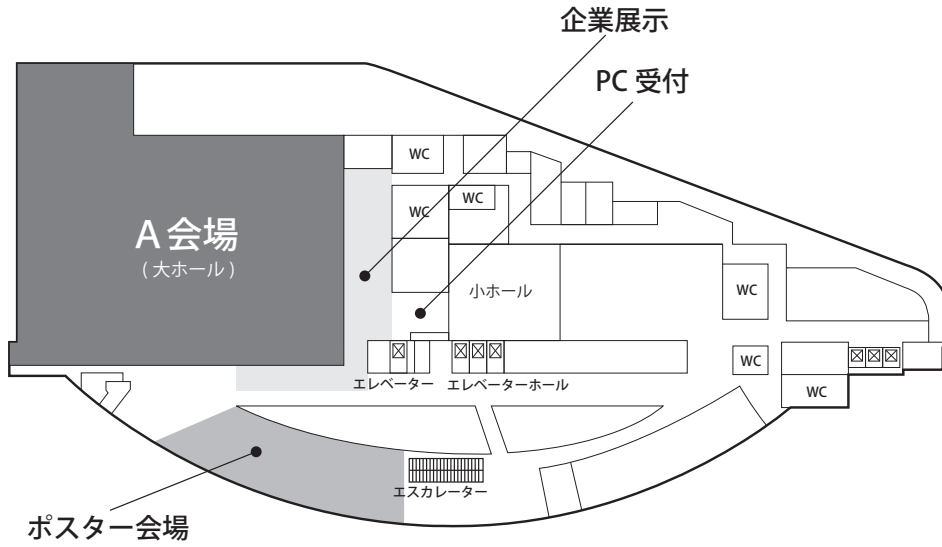 企業展示
PC 受付
WC
WC
WC
A 会場
( 大ホール )
小ホール
WC
WC
WC
エレベーター
エレベーターホール
エスカレーター
ポスター会場